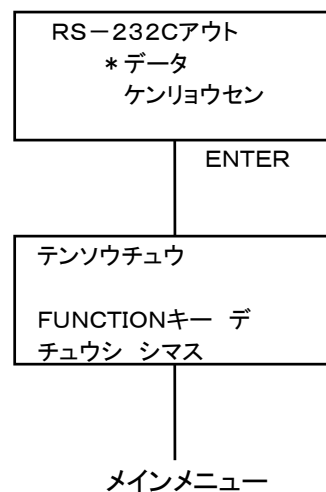 RS－232Cアウト
＊データ
ケンリョウセン
ENTER
テンソウチュウ
FUNCTIONキー　デ
チュウシ　シマス
メインメニュー